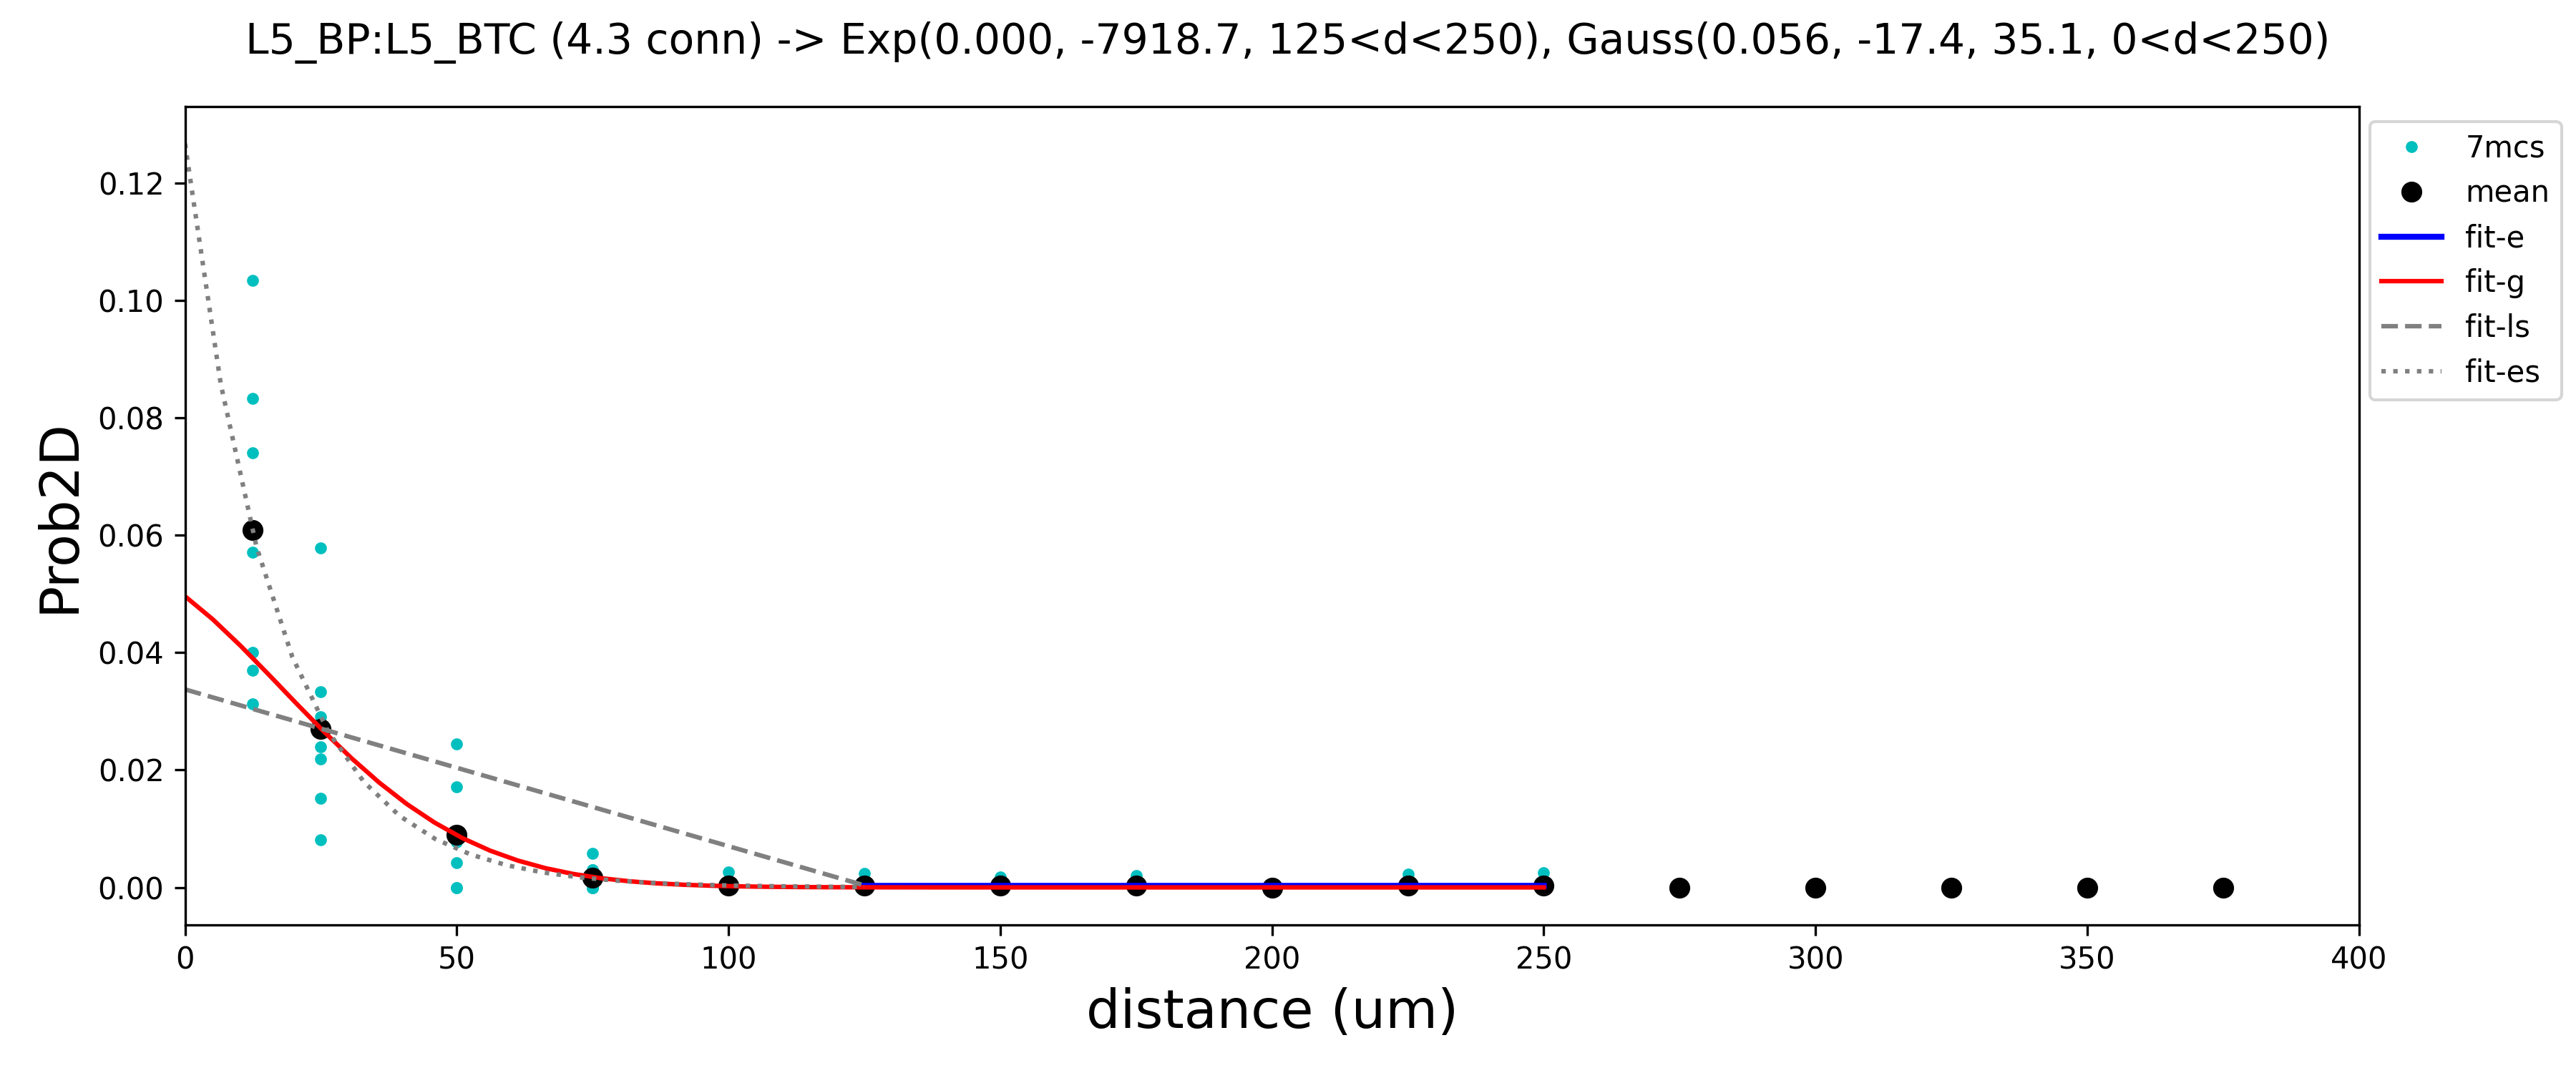 L5_BP:L5_BTC (4.3 conn) -> Exp(0.000, -7918.7, 125<d<250), Gauss(0.056, -17.4, 35.1, 0<d<250)
7mcs
mean
fit-e
fit-g
fit-ls
fit-es
Prob2D
0.12
0.10
0.08
0.06
0.04
0.02
0.00
0 50 100 150 200 250 300 350 400
distance (um)